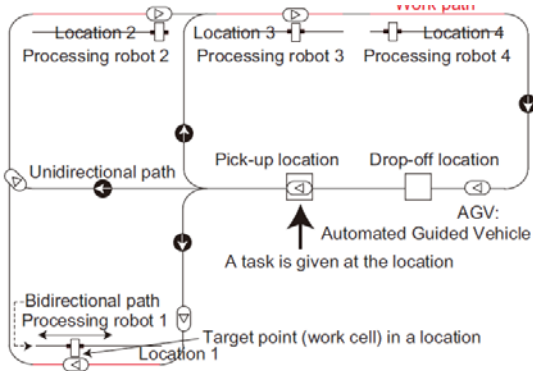 Work path
Location 2
Location 3
Location 4
Processing robot 2
Processing robot 3
Processing robot 4
Pick-up location
Drop-off location
Unidirectional path
AGV:
Automated Guided Vehicle
A task is given at the location
Bidirectional path
Processing robot 1
Target point (work cell) in a location
Location 1